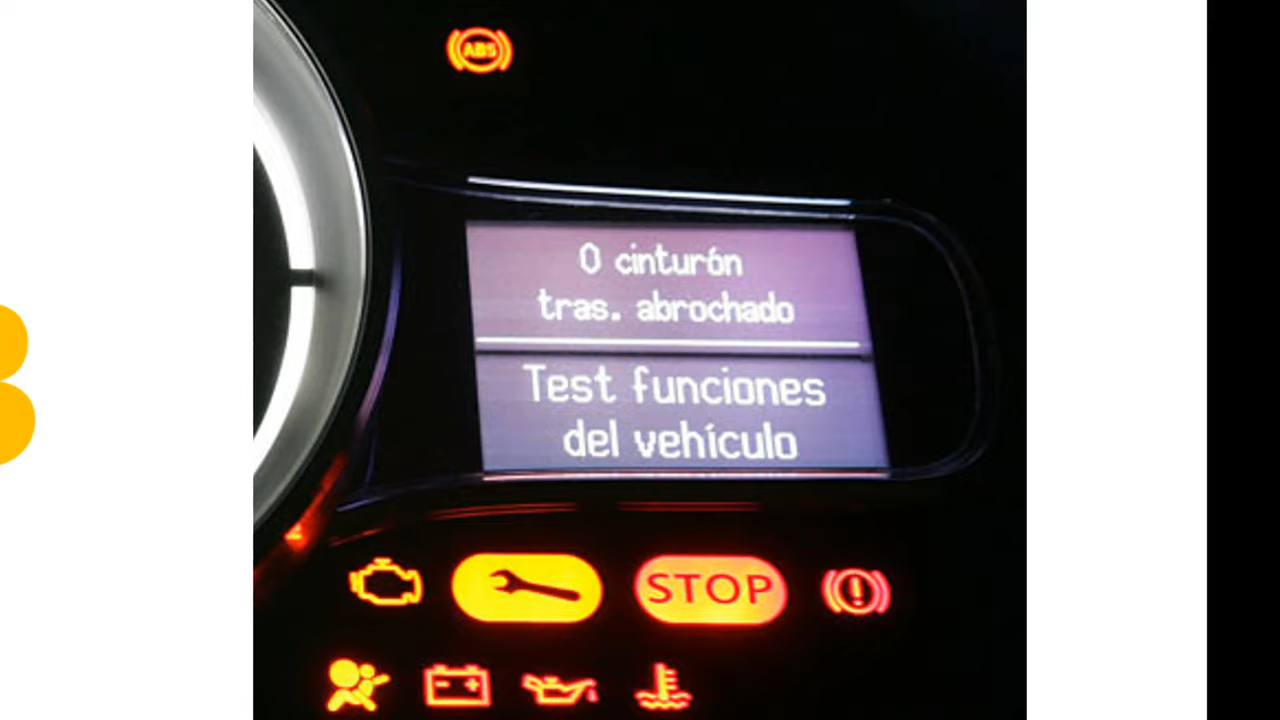 ABS
0 cinturón
tras. abrochado
Test funciones
del vehículo
STOP